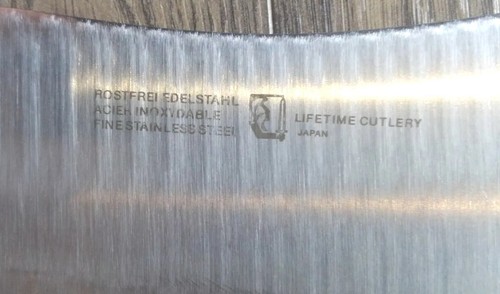 ROSTFREI EDELSTAHL
ACIER INOXYDABLE
FINE STAINLESS STEEL
LIFETIME CUTLERY
JAPAN